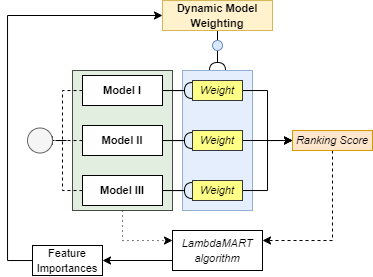 Dynamic Model
Weighting
Model I
Weight
Model II
Weight
Ranking Score
Model III
Weight
LambdaMART
algorithm
Feature
Importances